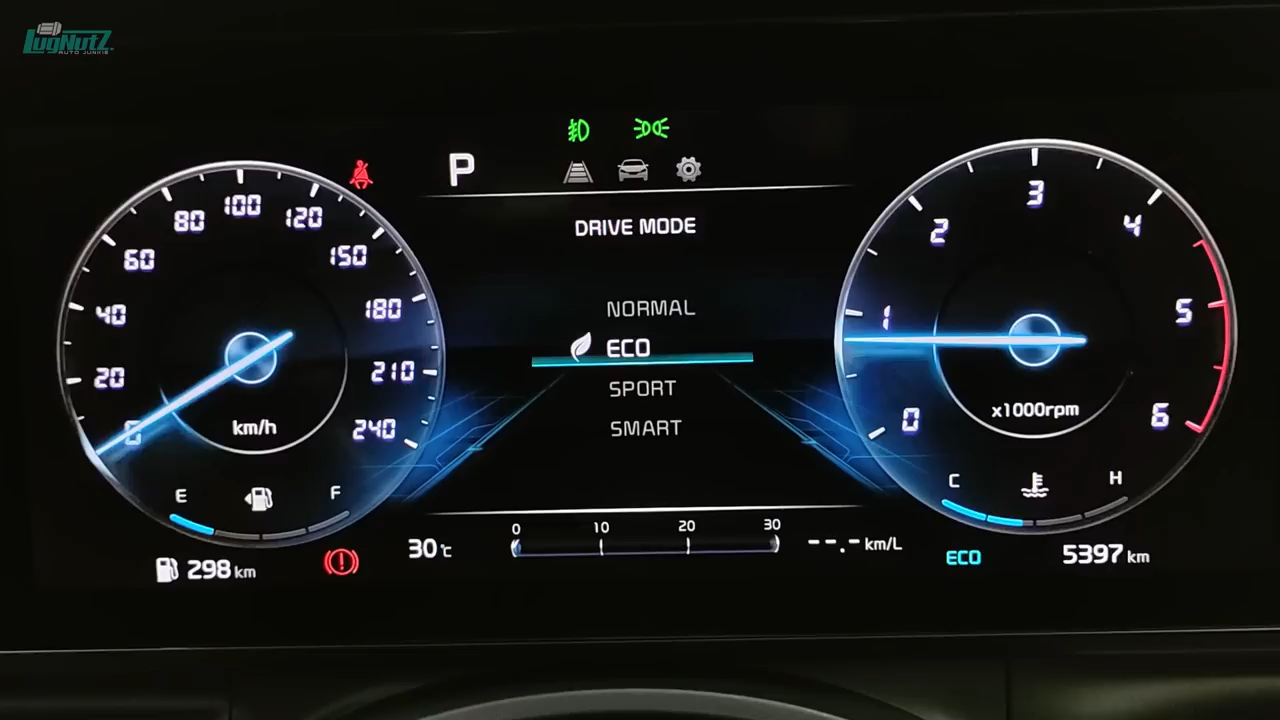 LugNutZ
AUTO JUNKIE
P
DRIVE MODE
NORMAL
ECO
SPORT
SMART
0
20
40
60
80
100
120
150
180
210
240
km/h
E
F
298 km
30°C
0 10 20 30
--.- km/L
0
1
2
3
4
5
6
x1000rpm
C
H
ECO
5397 km